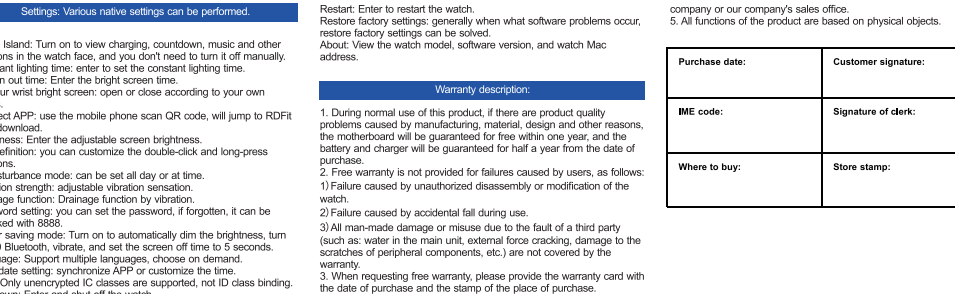 Settings: Various native settings can be performed.
Island: Turn on to view charging, countdown, music and other
in the watch face, and you don't need to turn it off manually.
lighting time: enter to set the constant lighting time.
out time: Enter the bright screen time.
wrist bright screen: open or close according to your own
APP: use the mobile phone scan QR code, will jump to RDFit
download.
Enter the adjustable screen brightness.
you can customize the double-click and long-press
mode: can be set all day or at time.
strength: adjustable vibration sensation.
function: Drainage function by vibration.
setting: you can set the password, if forgotten, it can be
with 8888.
saving mode: Turn on to automatically dim the brightness, turn
Bluetooth, vibrate, and set the screen off time to 5 seconds.
Support multiple languages, choose on demand.
setting: synchronize APP or customize the time.
Only unencrypted IC classes are supported, not ID class binding.
Enter and shut off the watch.
Restart: Enter to restart the watch.
Restore factory settings: generally when what software problems occur,
restore factory settings can be solved.
About: View the watch model, software version, and watch Mac
address.
Warranty description:
1. During normal use of this product, if there are product quality
problems caused by manufacturing, material, design and other reasons,
the motherboard will be guaranteed for free within one year, and the
battery and charger will be guaranteed for half a year from the date of
purchase.
2. Free warranty is not provided for failures caused by users, as follows:
1) Failure caused by unauthorized disassembly or modification of the
watch.
2) Failure caused by accidental fall during use.
3) All man-made damage or misuse due to the fault of a third party
(such as: water in the main unit, external force cracking, damage to the
scratches of peripheral components, etc.) are not covered by the
warranty.
3. When requesting free warranty, please provide the warranty card with
the date of purchase and the stamp of the place of purchase.
company or our company's sales office.
5. All functions of the product are based on physical objects.
Purchase date:
Customer signature:
IME code:
Signature of clerk:
Where to buy:
Store stamp: